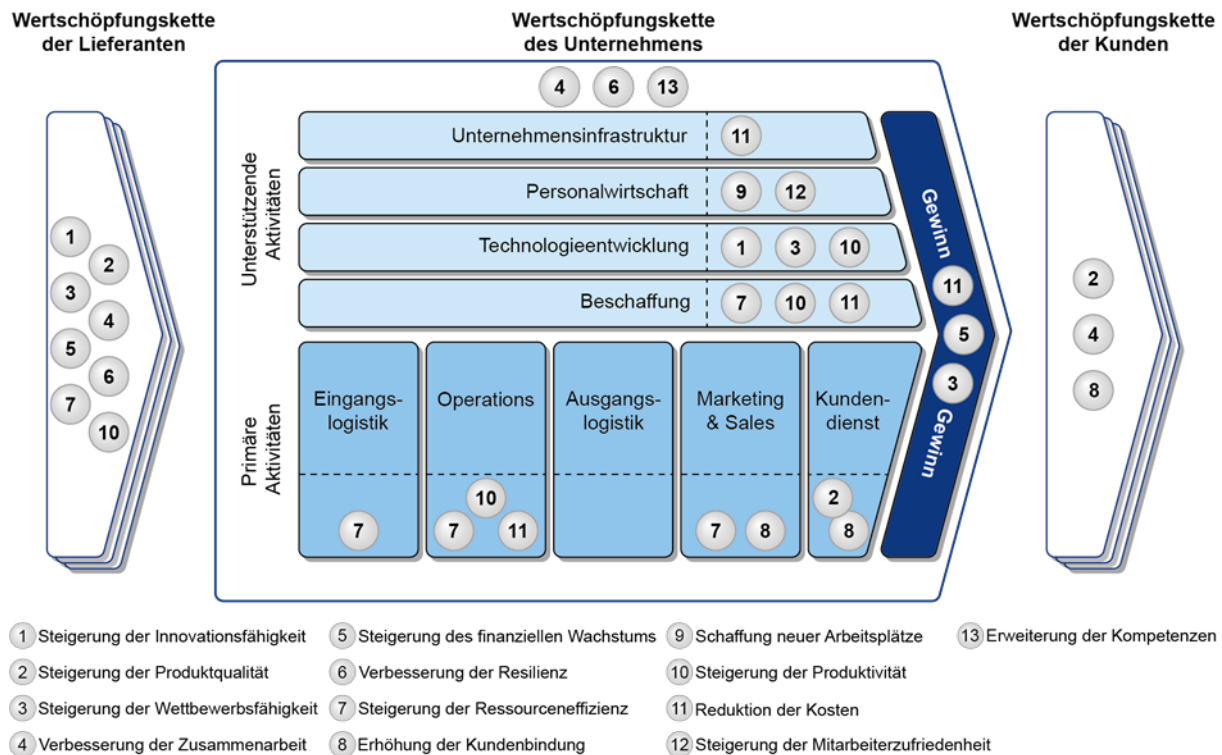 Wertschöpfungskette
der Lieferanten
Wertschöpfungskette
des Unternehmens
Wertschöpfungskette
der Kunden
4 6 13
Unterstützende
Aktivitäten
Unternehmensinfrastruktur 11
Personalwirtschaft 9 12
Technologieentwicklung 1 3 10
Beschaffung 7 10 11
Primäre
Aktivitäten
Eingangs-
logistik
7
Operations
10
7 11
Ausgangs-
logistik
Marketing
& Sales
7 8
Kunden-
dienst
2
8
Gewinn
11
5
3
Gewinn
1
2
3
4
5
6
7
10
2
4
8
1 Steigerung der Innovationsfähigkeit
2 Steigerung der Produktqualität
3 Steigerung der Wettbewerbsfähigkeit
4 Verbesserung der Zusammenarbeit
5 Steigerung des finanziellen Wachstums
6 Verbesserung der Resilienz
7 Steigerung der Ressourceneffizienz
8 Erhöhung der Kundenbindung
9 Schaffung neuer Arbeitsplätze
10 Steigerung der Produktivität
11 Reduktion der Kosten
12 Steigerung der Mitarbeiterzufriedenheit
13 Erweiterung der Kompetenzen